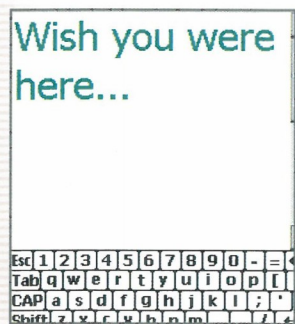 Wish you were
here...
Esc 1 2 3 4 5 6 7 8 9 0 - =
Tab q w e r t y u i o p [
CAP a s d f g h j k l ; '
Shift z x c v b n m , . /